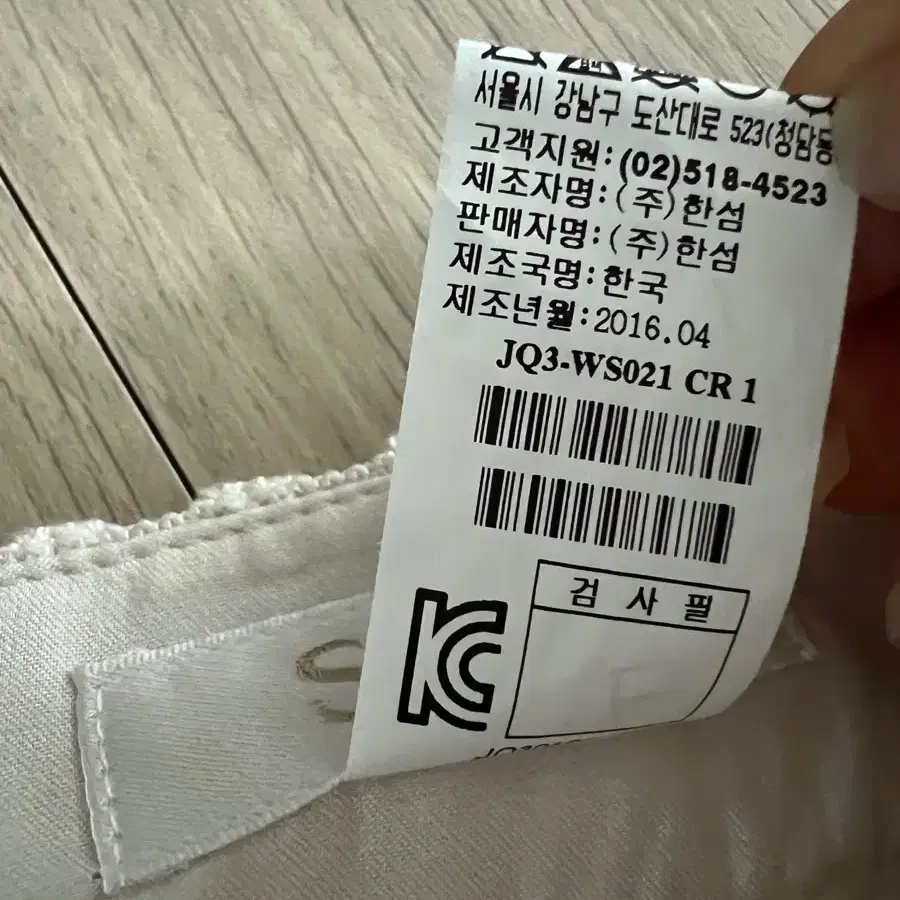 서울시 강남구 도산대로 523(청담동
고객지원:(02)518-4523
제조자명:(주)한섬
판매자명:(주)한섬
제조국명:한국
제조년월:2016.04
JQ3-WS021 CR 1
검 사 필